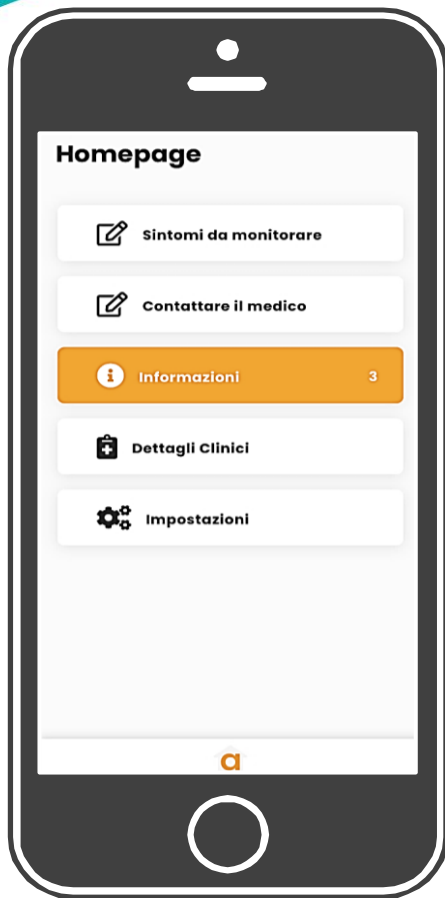 Homepage
Sintomi da monitorare
Contattare il medico
Informazioni 3
Dettagli Clinici
Impostazioni
a